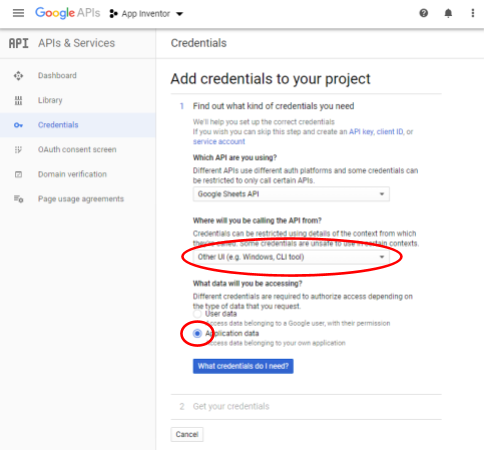 Google APIs App Inventor
API APIs & Services
Credentials
Dashboard
Library
Credentials
OAuth consent screen
Domain verification
Page usage agreements
Add credentials to your project
1 Find out what kind of credentials you need
We'll help you set up the correct credentials
If you wish you can skip this step and create an API key, client ID, or
service account
Which API are you using?
Different APIs use different auth platforms and some credentials can
be restricted to only call certain APIs.
Google Sheets API
Where will you be calling the API from?
Credentials can be restricted using details of the context from which
they're called. Some credentials are unsafe to use in certain contexts.
Other UI (e.g. Windows, CLI tool)
What data will you be accessing?
Different credentials are required to authorize access depending on
the type of data that you request.
User data
Access data belonging to a Google user, with their permission
Application data
Access data belonging to your own application
What credentials do I need?
2 Get your credentials
Cancel